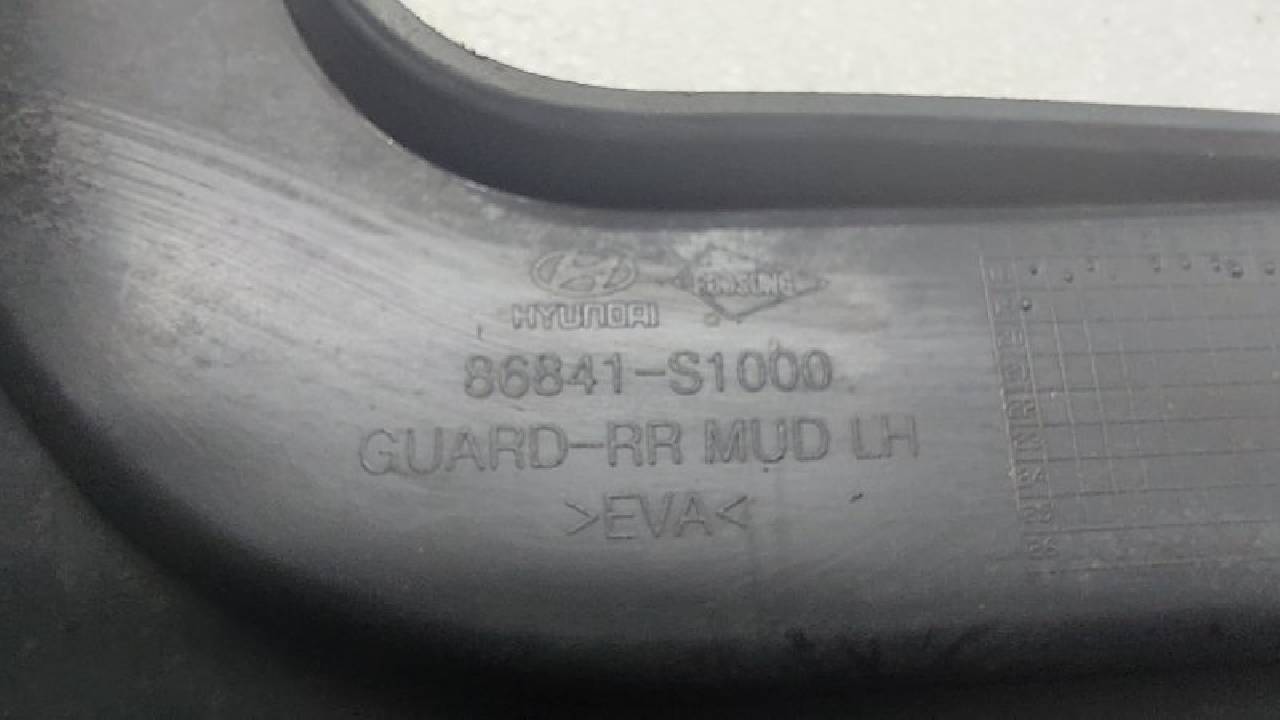 HYUNDAI
86841-S1000
GUARD-RR MUD LH
>EVA<